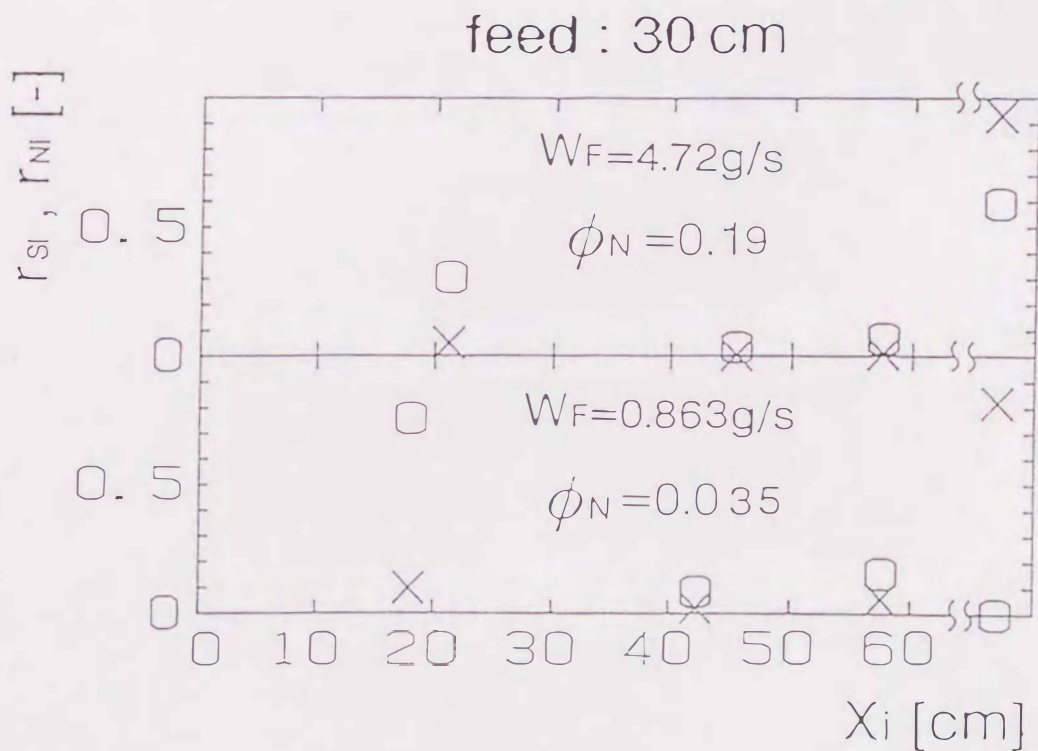 feed : 30 cm
rSI , rNI [-]
WF=4.72g/s
0. 5
ϕN =0.19
0
WF=0.863g/s
0. 5
ϕN =0.035
0
0 10 20 30 40 50 60
Xi [cm]